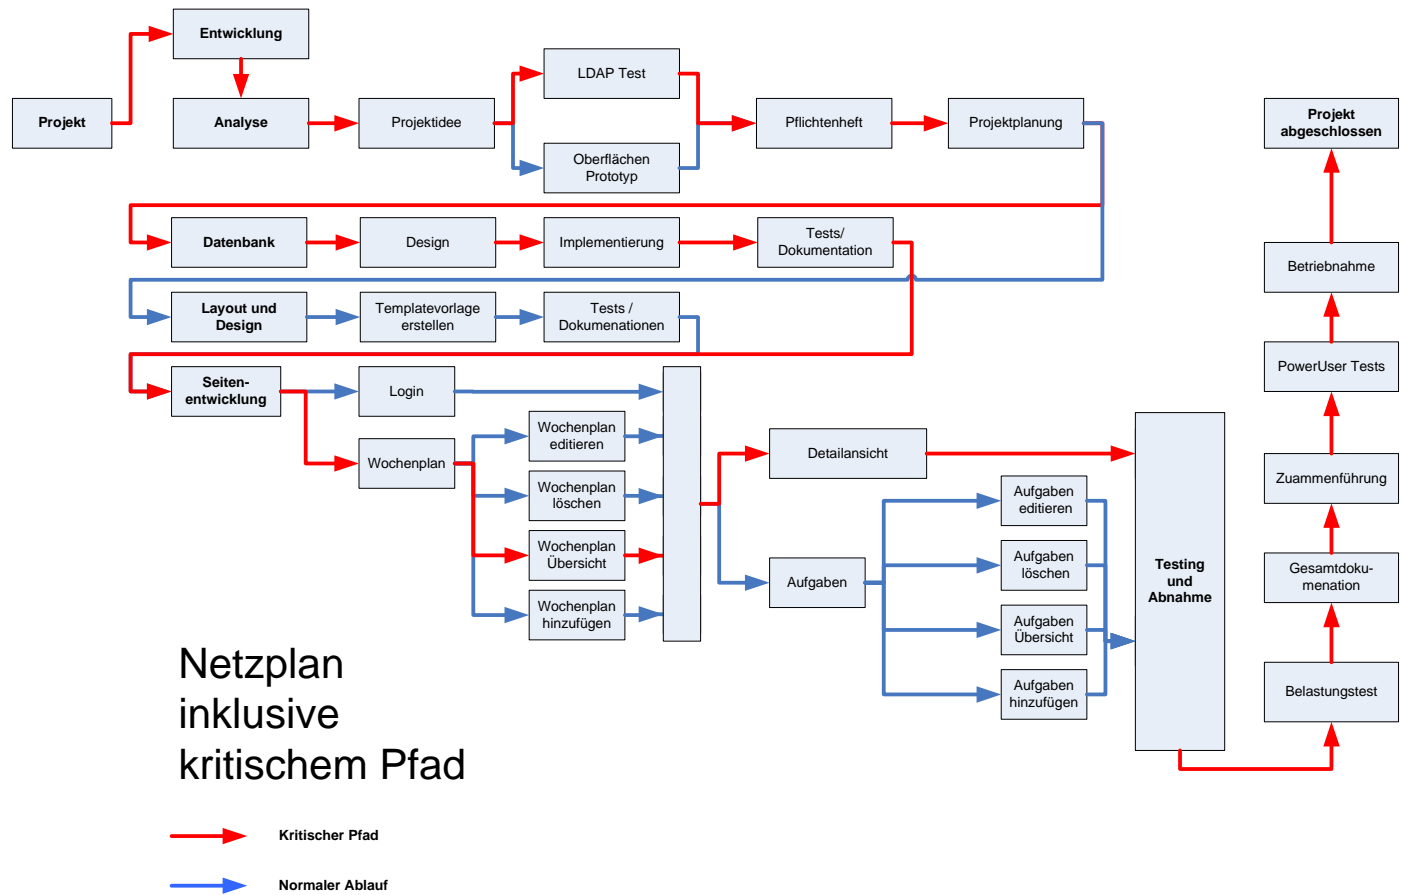 Entwicklung
Projekt
Analyse
Projektidee
LDAP Test
Oberflächen
Prototyp
Pflichtenheft
Projektplanung
Projekt
abgeschlossen
Datenbank
Design
Implementierung
Tests/
Dokumentation
Betriebnahme
Layout und
Design
Templatevorlage
erstellen
Tests /
Dokumenationen
PowerUser Tests
Seiten-
entwicklung
Login
Wochenplan
Wochenplan
editieren
Wochenplan
löschen
Wochenplan
Übersicht
Wochenplan
hinzufügen
Detailansicht
Aufgaben
Aufgaben
editieren
Aufgaben
löschen
Aufgaben
Übersicht
Aufgaben
hinzufügen
Testing
und
Abnahme
Zuammenführung
Gesamtdoku-
menation
Belastungstest
Netzplan
inklusive
kritischem Pfad
Kritischer Pfad
Normaler Ablauf